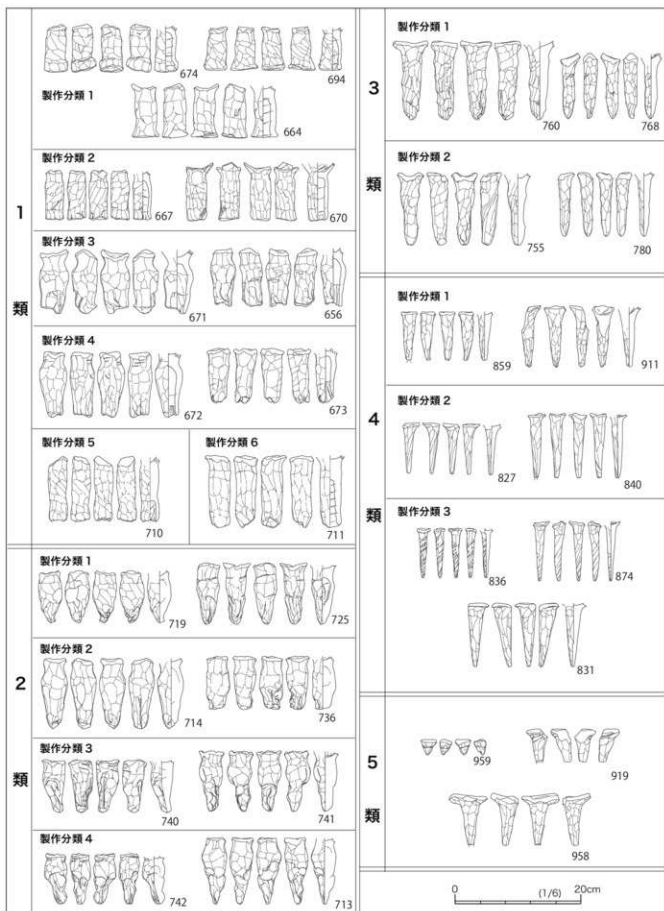 1
類
674
694
製作分類 1
664
製作分類 2
667
670
製作分類 3
671
656
製作分類 4
672
673
製作分類 5
710
製作分類 6
711
2
類
製作分類 1
719
725
製作分類 2
714
736
製作分類 3
740
741
製作分類 4
742
713
3
類
製作分類 1
760
768
製作分類 2
755
780
4
類
製作分類 1
859
911
製作分類 2
827
840
製作分類 3
836
874
831
5
類
959
919
958
0 (1/6) 20cm